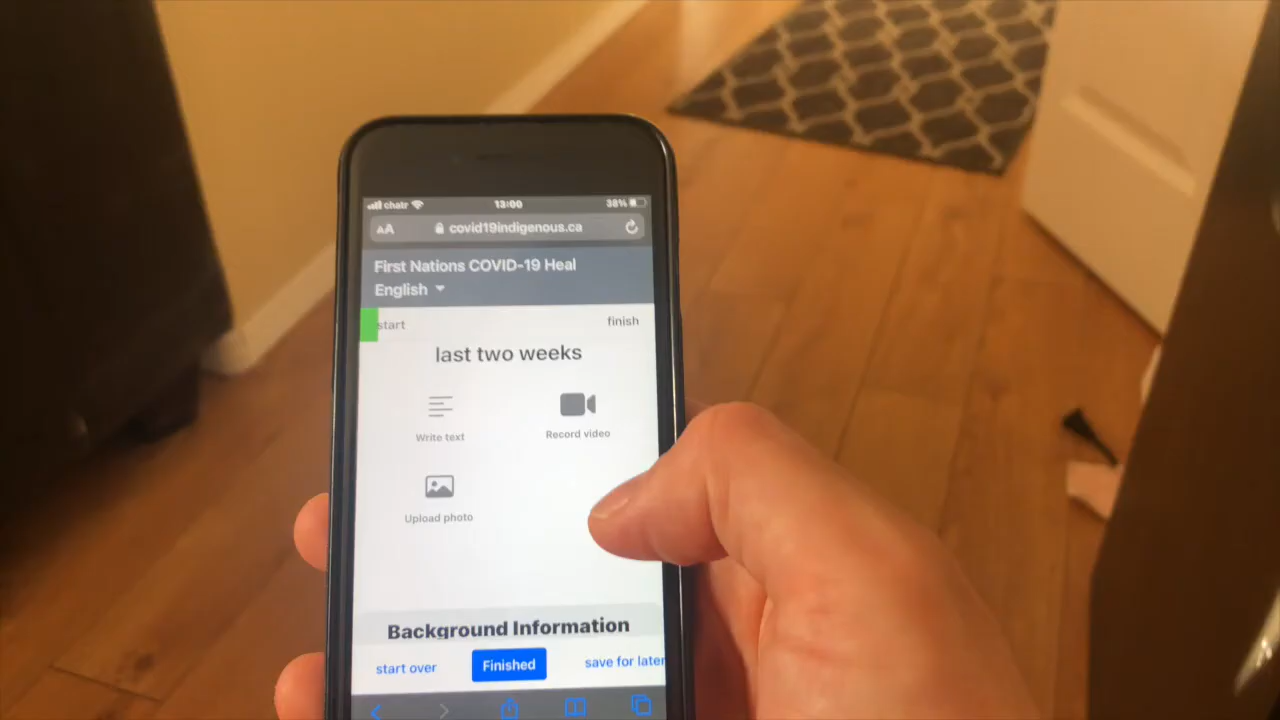 chatr 13:00 38%
AA covid19indigenous.ca
First Nations COVID-19 Heal
English
start finish
last two weeks
Write text Record video
Upload photo
Background Information
start over Finished save for later